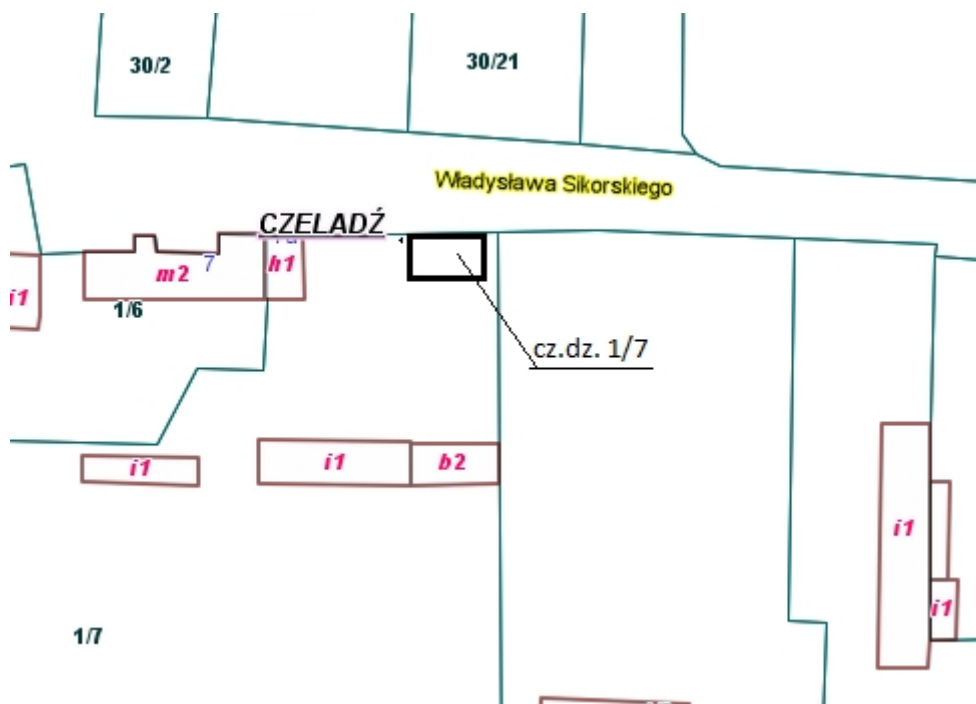 30/2
30/21
Władysława Sikorskiego
CZELADŹ
i1
m2
7
h1
1/6
cz.dz. 1/7
i1
i1
b2
i1
i1
1/7